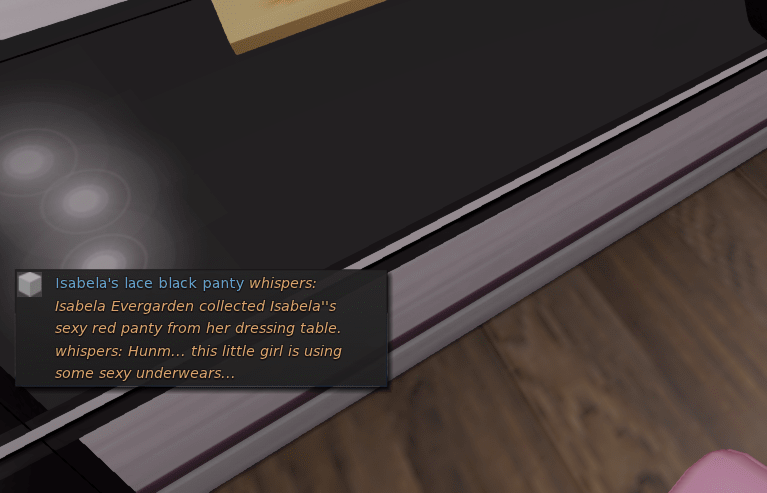 Isabela's lace black panty whispers:
Isabela Evergarden collected Isabela''s
sexy red panty from her dressing table.
whispers: Hunm... this little girl is using
some sexy underwears...